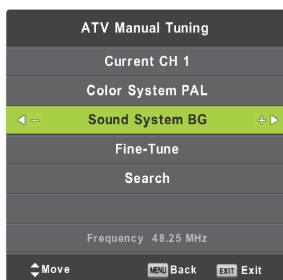 ATV Manual Tuning
Current CH 1
Color System PAL
− Sound System BG +
Fine-Tune
Search
Frequency 48.25 MHz
Move MENU Back EXIT Exit